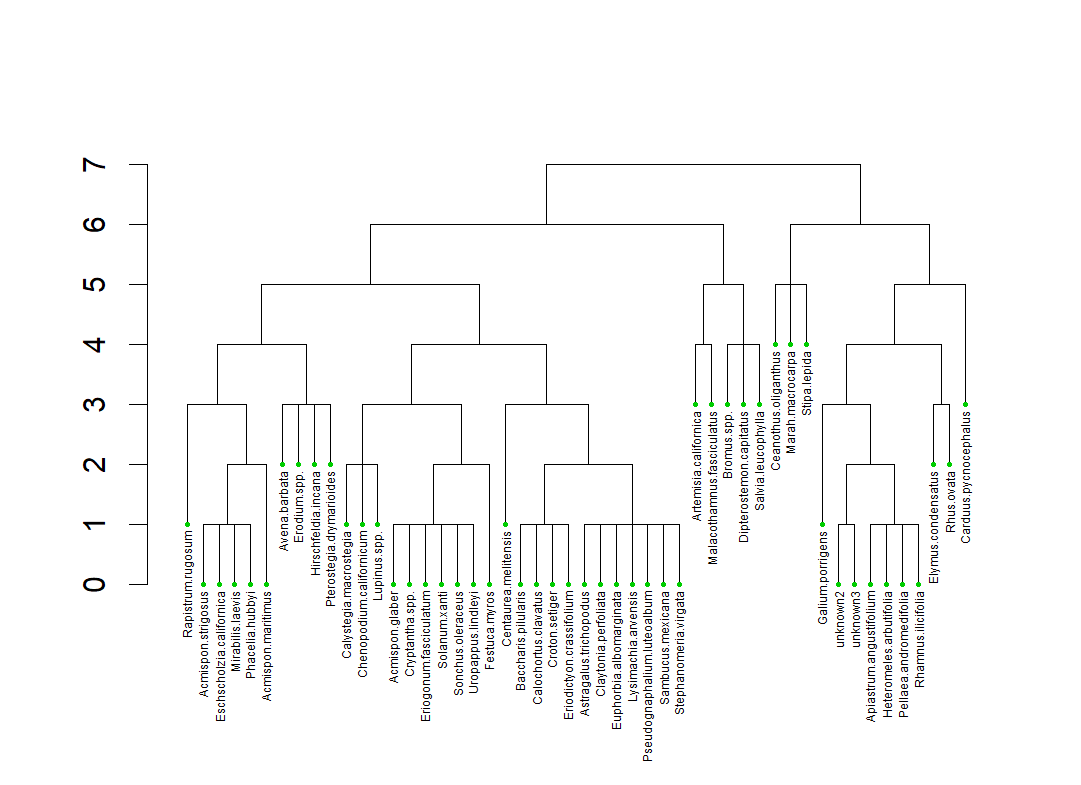 7
6
5
4
3
2
1
0
Rapistrum.rugosum
Acmispon.strigosus
Eschscholzia.californica
Mirabilis.laevis
Phacelia.hubbyi
Acmispon.maritimus
Avena.barbata
Erodium.spp.
Hirschfeldia.incana
Pterostegia.drymarioides
Calystegia.macrostegia
Chenopodium.californicum
Lupinus.spp.
Acmispon.glaber
Cryptantha.spp.
Eriogonum.fasciculatum
Solanum.xanti
Sonchus.oleraceus
Uropappus.lindleyi
Festuca.myros
Centaurea.melitensis
Baccharis.pilularis
Calochortus.clavatus
Croton.setiger
Eriodictyon.crassifolium
Astragalus.trichopodus
Claytonia.perfoliata
Euphorbia.albomarginata
Lysimachia.arvensis
Pseudognaphalium.luteoalbum
Sambucus.mexicana
Stephanomeria.virgata
Artemisia.californica
Malacothamnus.fasciculatus
Bromus.spp.
Dipterostemon.capitatus
Salvia.leucophylla
Ceanothus.oliganthus
Marah.macrocarpa
Stipa.lepida
Galium.porrigens
unknown2
unknown3
Apiastrum.angustifolium
Heteromeles.arbutifolia
Pellaea.andromedifolia
Rhamnus.ilicifolia
Elymus.condensatus
Rhus.ovata
Carduus.pycnocephalus